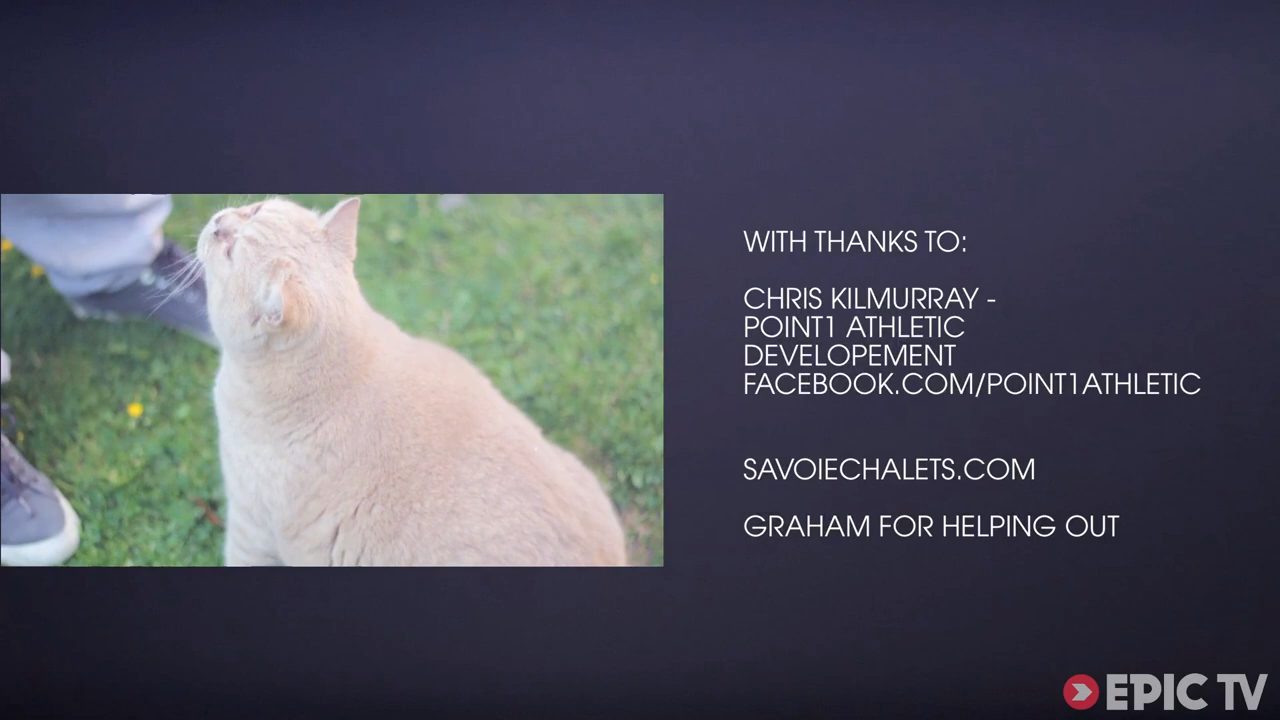 WITH THANKS TO:
CHRIS KILMURRAY -
POINT1 ATHLETIC
DEVELOPEMENT
FACEBOOK.COM/POINT1ATHLETIC
SAVOIECHALETS.COM
GRAHAM FOR HELPING OUT
EPIC TV